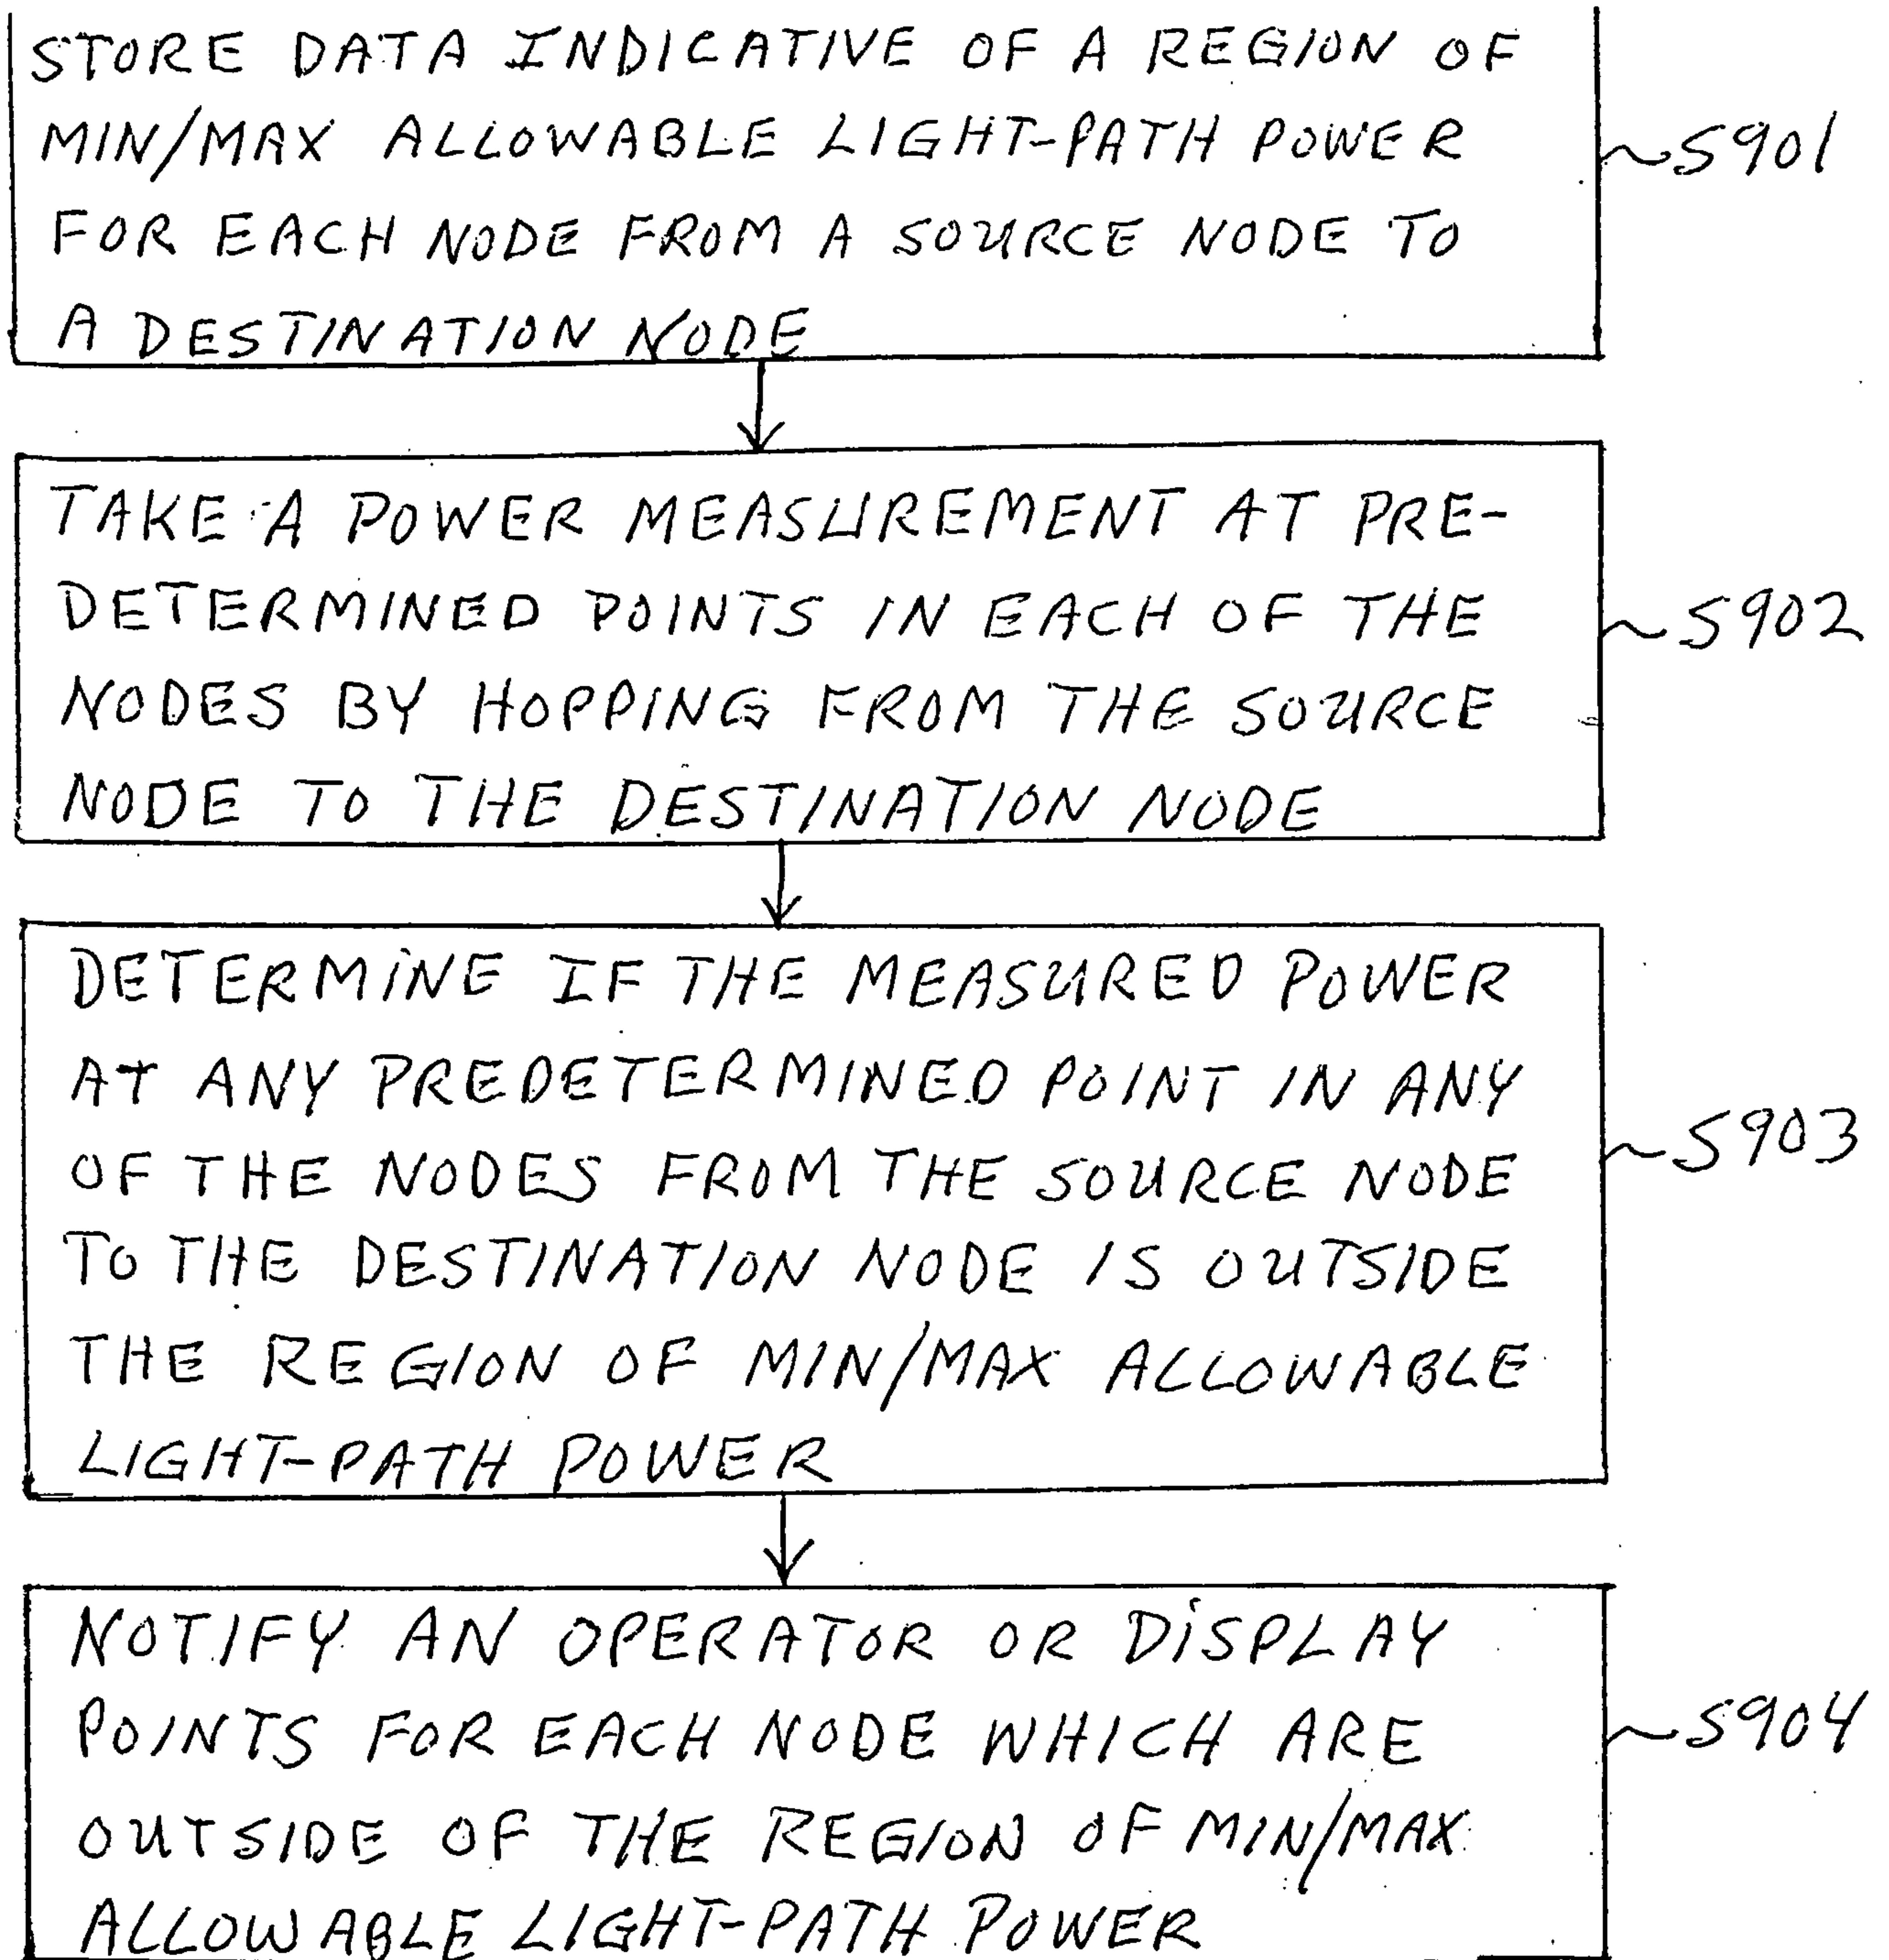 STORE DATA INDICATIVE OF A REGION OF
MIN/MAX ALLOWABLE LIGHT-PATH POWER
FOR EACH NODE FROM A SOURCE NODE TO
A DESTINATION NODE
S901
TAKE A POWER MEASUREMENT AT PRE-
DETERMINED POINTS IN EACH OF THE
NODES BY HOPPING FROM THE SOURCE
NODE TO THE DESTINATION NODE
S902
DETERMINE IF THE MEASURED POWER
AT ANY PREDETERMINED POINT IN ANY
OF THE NODES FROM THE SOURCE NODE
TO THE DESTINATION NODE IS OUTSIDE
THE REGION OF MIN/MAX ALLOWABLE
LIGHT-PATH POWER
S903
NOTIFY AN OPERATOR OR DISPLAY
POINTS FOR EACH NODE WHICH ARE
OUTSIDE OF THE REGION OF MIN/MAX
ALLOWABLE LIGHT-PATH POWER
S904